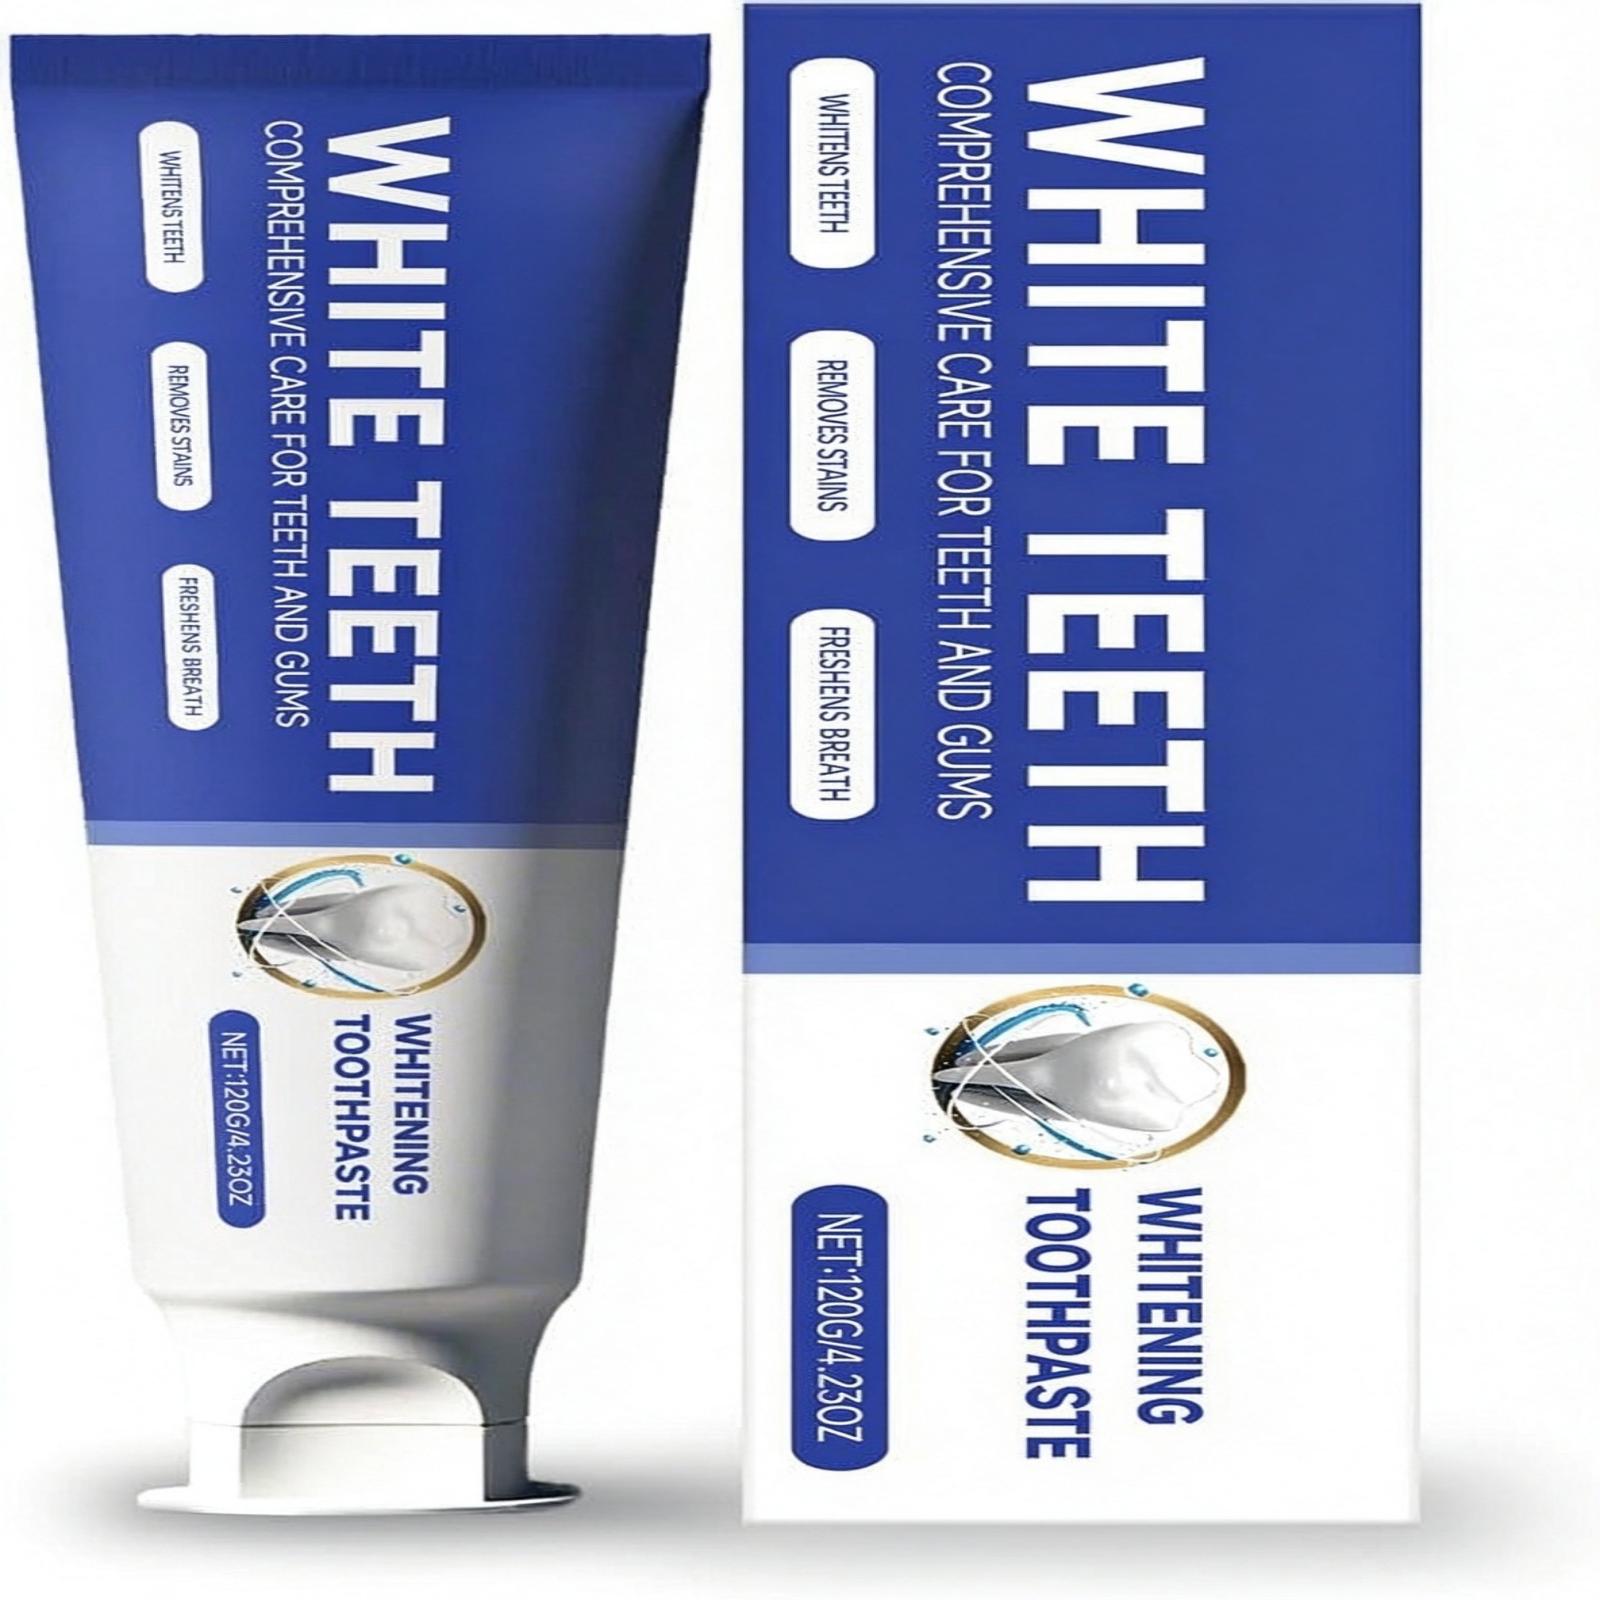 WHITE TEETH
COMPREHENSIVE CARE FOR TEETH AND GUMS
WHITENS TEETH
REMOVES STAINS
FRESHENS BREATH
WHITENING
TOOTHPASTE
NET:120G/4.23OZ
WHITE TEETH
COMPREHENSIVE CARE FOR TEETH AND GUMS
WHITENS TEETH
REMOVES STAINS
FRESHENS BREATH
WHITENING
TOOTHPASTE
NET:120G/4.23OZ